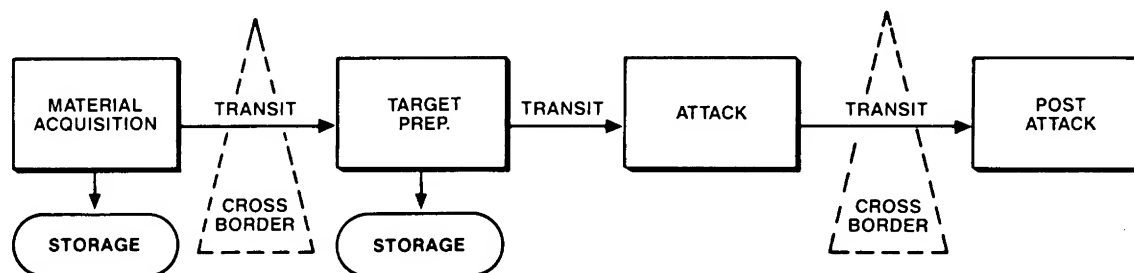 MATERIAL
ACQUISITION
TRANSIT
TARGET
PREP.
TRANSIT
ATTACK
TRANSIT
POST
ATTACK
CROSS
BORDER
CROSS
BORDER
STORAGE
STORAGE